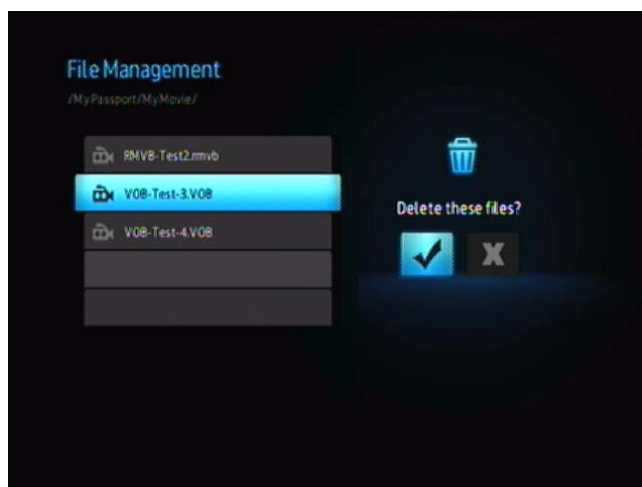 File Management
/MyPassport/MyMovie/
RMVB-Test2.rmvb
VOB-Test-3.VOB
VOB-Test-4.VOB
Delete these files?